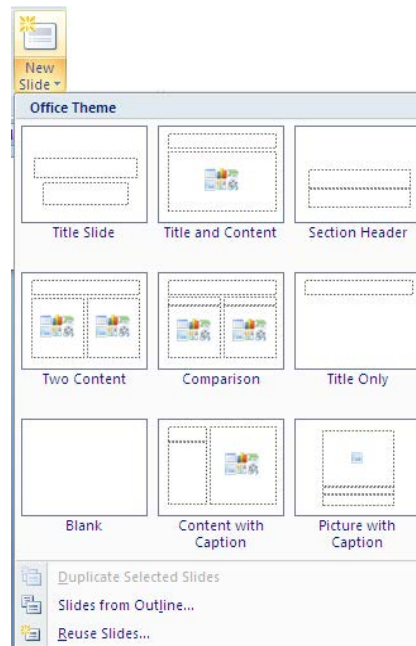 New
Slide
Office Theme
Title Slide
Title and Content
Section Header
Two Content
Comparison
Title Only
Blank
Content with
Caption
Picture with
Caption
Duplicate Selected Slides
Slides from Outline...
Reuse Slides...